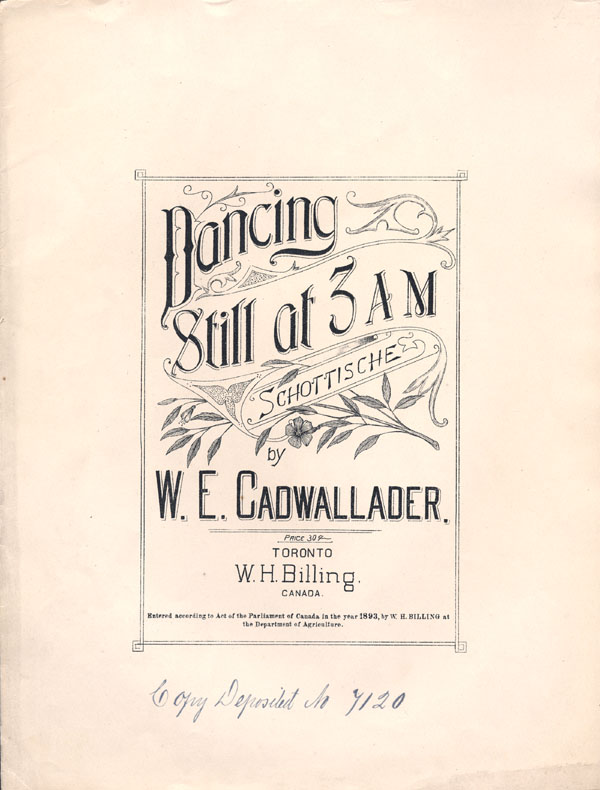 Dancing
Still at 3 AM
SCHOTTISCHE
by
W. E. CADWALLADER.
PRICE 30¢
TORONTO
W. H. Billing.
CANADA.
Entered according to Act of the Parliament of Canada in the year 1893, by W. H. BILLING at
the Department of Agriculture.
Copy Deposited No 7120